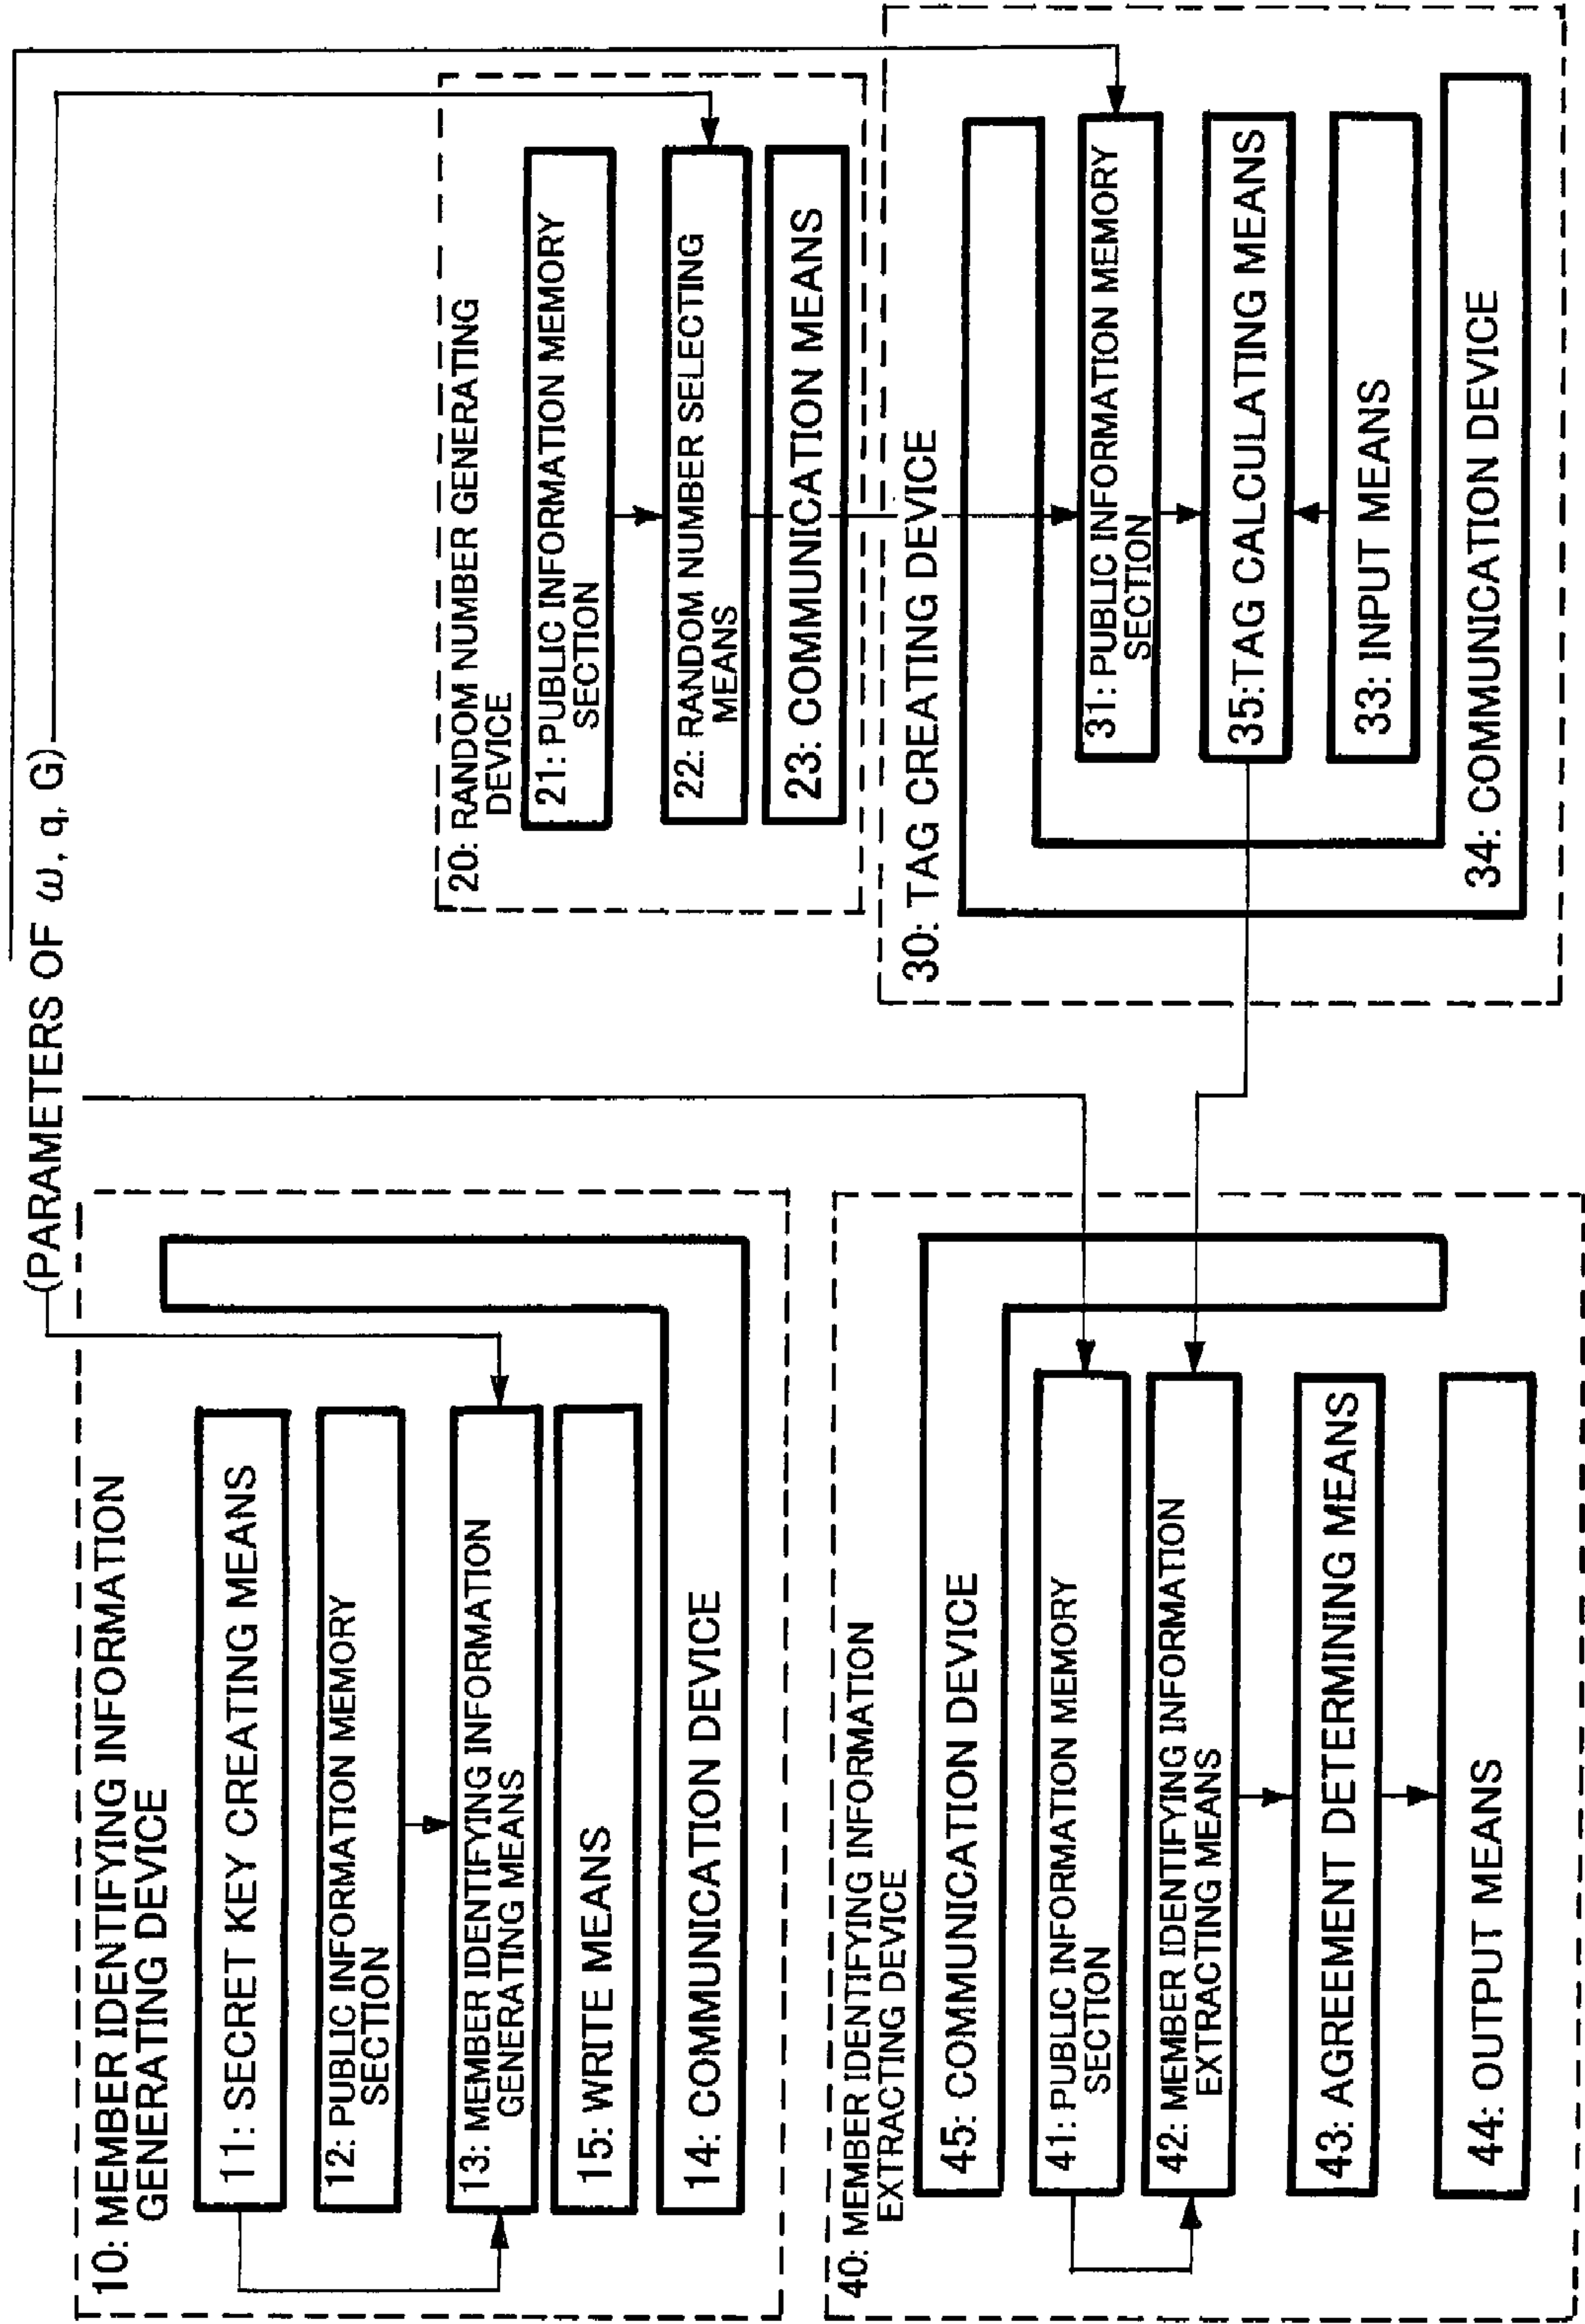 (PARAMETERS OF ω, q, G)
10: MEMBER IDENTIFYING INFORMATION
GENERATING DEVICE
11: SECRET KEY CREATING MEANS
12: PUBLIC INFORMATION MEMORY
SECTION
13: MEMBER IDENTIFYING INFORMATION
GENERATING MEANS
15: WRITE MEANS
14: COMMUNICATION DEVICE
20: RANDOM NUMBER GENERATING
DEVICE
21: PUBLIC INFORMATION MEMORY
SECTION
22: RANDOM NUMBER SELECTING
MEANS
23: COMMUNICATION MEANS
40: MEMBER IDENTIFYING INFORMATION
EXTRACTING DEVICE
45: COMMUNICATION DEVICE
41: PUBLIC INFORMATION MEMORY
SECTION
42: MEMBER IDENTIFYING INFORMATION
EXTRACTING MEANS
43: AGREEMENT DETERMINING MEANS
44: OUTPUT MEANS
30: TAG CREATING DEVICE
31: PUBLIC INFORMATION MEMORY
SECTION
35:TAG CALCULATING MEANS
33: INPUT MEANS
34: COMMUNICATION DEVICE